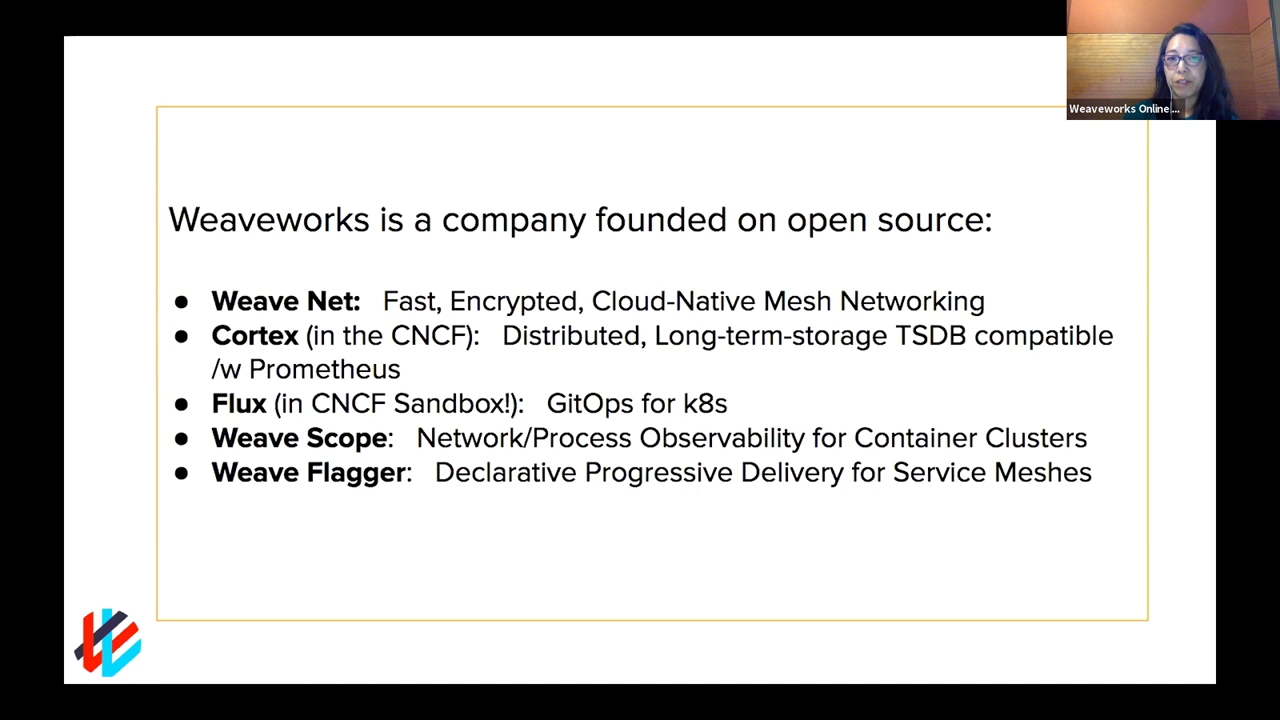 Weaveworks Online ...
Weaveworks is a company founded on open source:
● Weave Net: Fast, Encrypted, Cloud-Native Mesh Networking
● Cortex (in the CNCF): Distributed, Long-term-storage TSDB compatible
/w Prometheus
● Flux (in CNCF Sandbox!): GitOps for k8s
● Weave Scope: Network/Process Observability for Container Clusters
● Weave Flagger: Declarative Progressive Delivery for Service Meshes